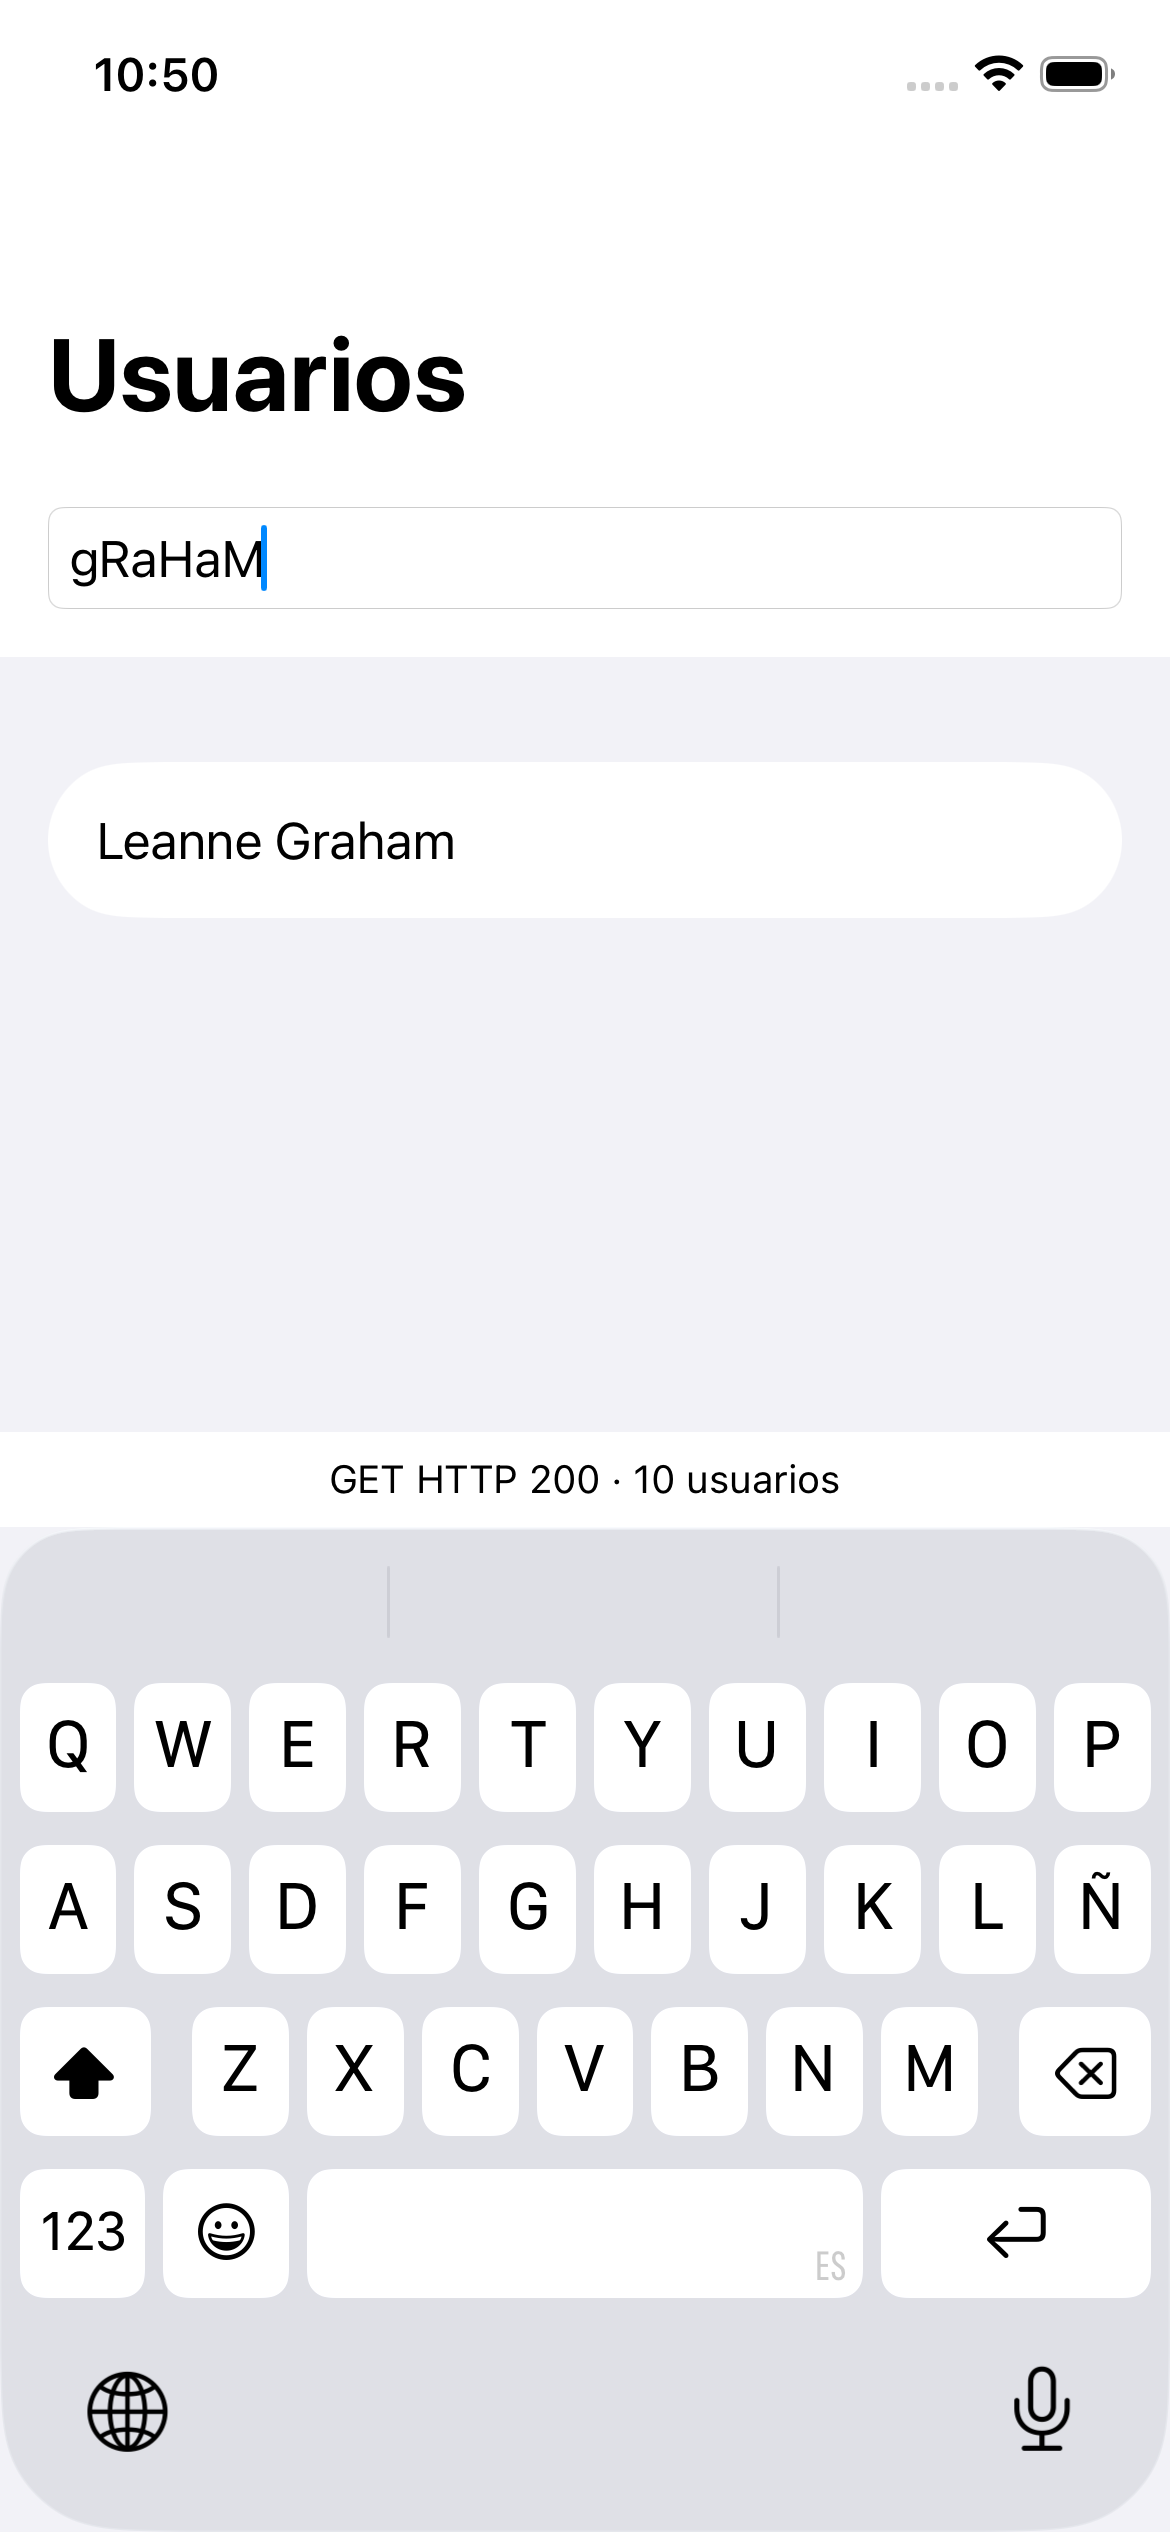 10:50
Usuarios
gRaHaM
Leanne Graham
GET HTTP 200 · 10 usuarios
Q W E R T Y U I O P
A S D F G H J K L Ñ
Z X C V B N M
123
ES